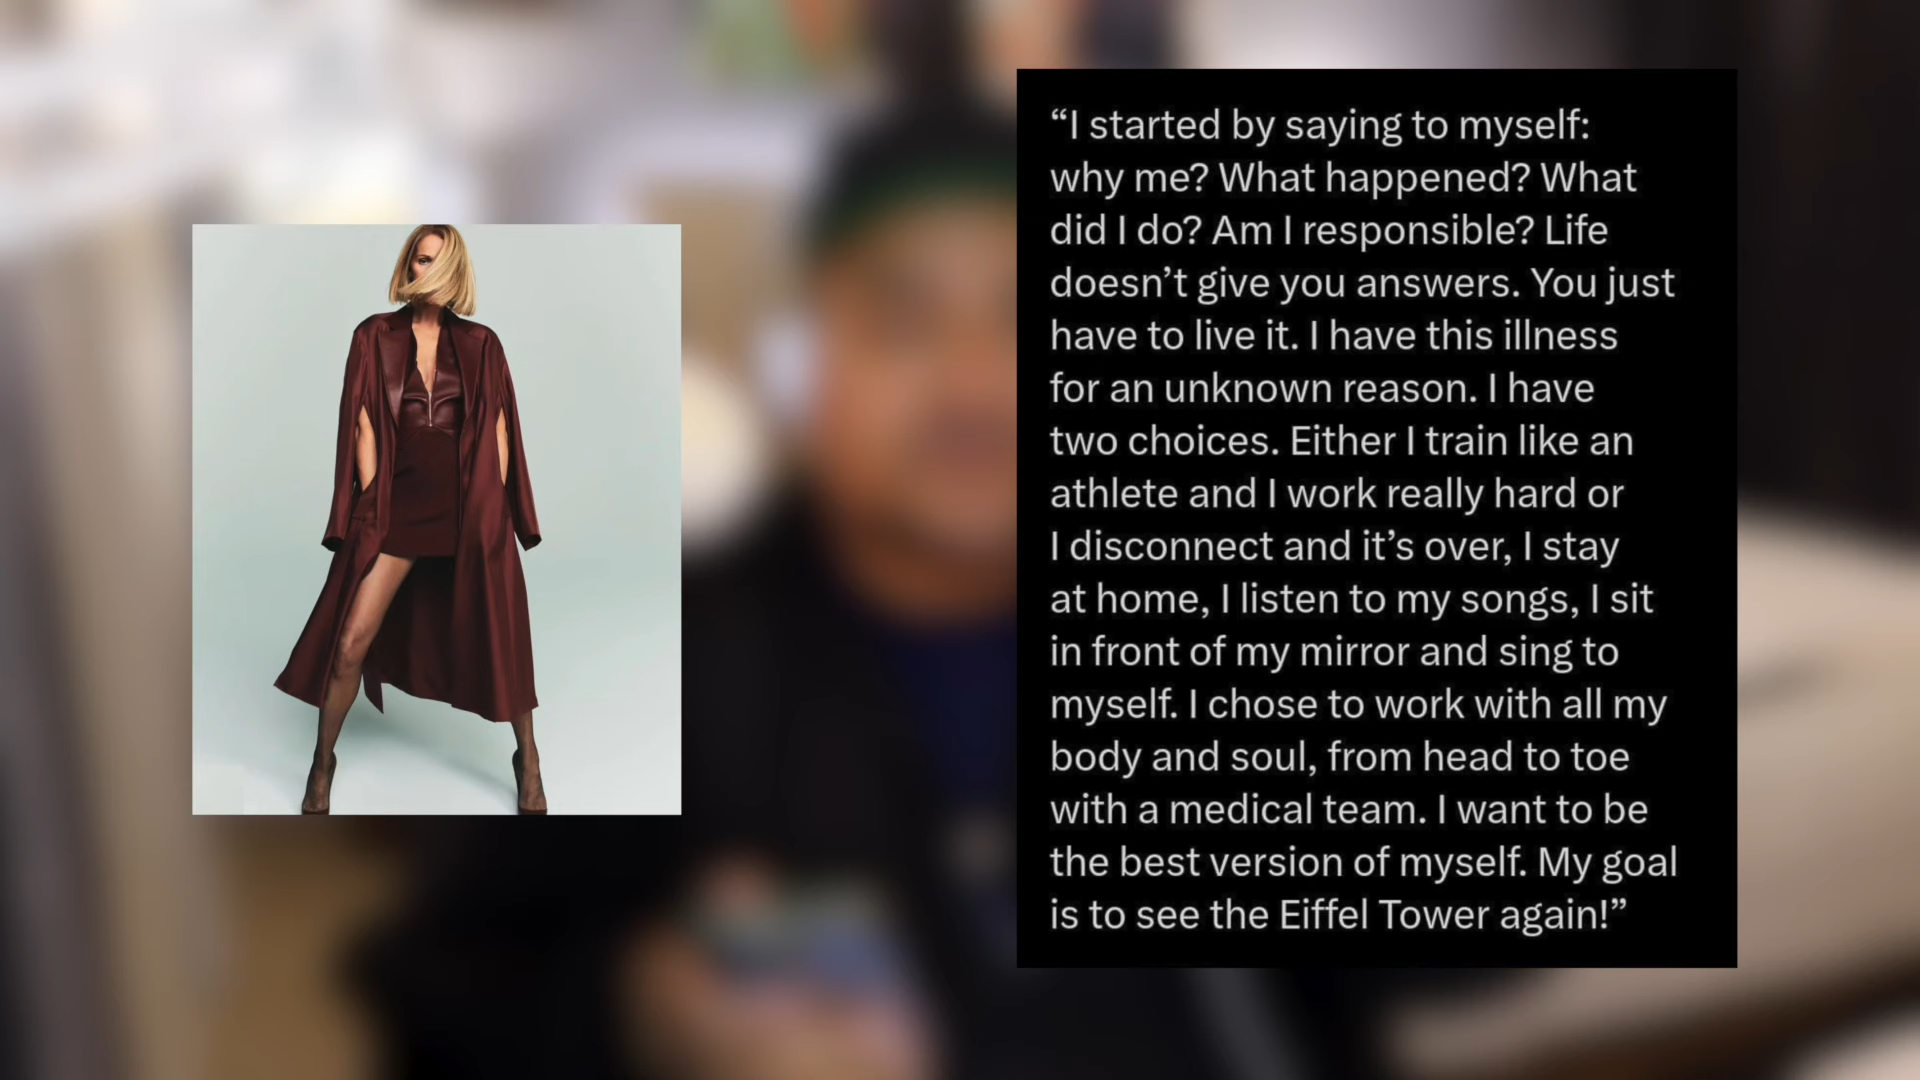 “I started by saying to myself:
why me? What happened? What
did I do? Am I responsible? Life
doesn’t give you answers. You just
have to live it. I have this illness
for an unknown reason. I have
two choices. Either I train like an
athlete and I work really hard or
I disconnect and it’s over, I stay
at home, I listen to my songs, I sit
in front of my mirror and sing to
myself. I chose to work with all my
body and soul, from head to toe
with a medical team. I want to be
the best version of myself. My goal
is to see the Eiffel Tower again!”